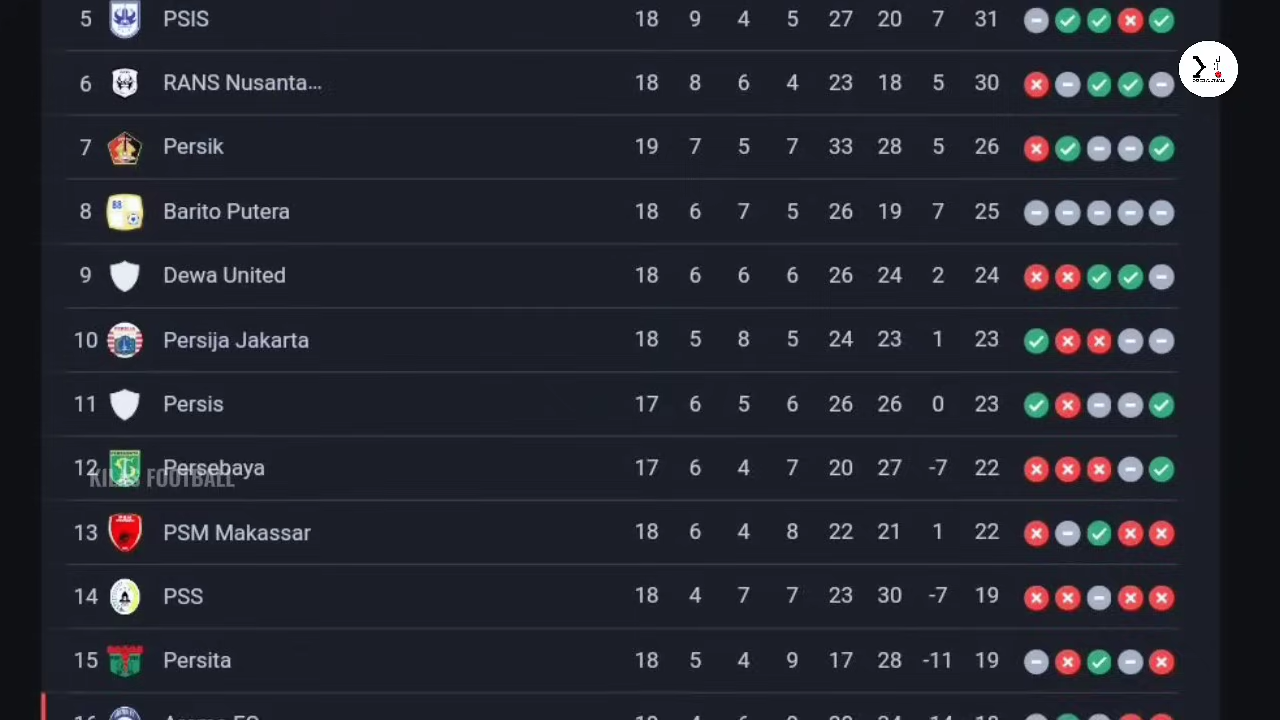 5 PSIS 18 9 4 5 27 20 7 31
6 RANS Nusanta... 18 8 6 4 23 18 5 30
7 Persik 19 7 5 7 33 28 5 26
8 Barito Putera 18 6 7 5 26 19 7 25
9 Dewa United 18 6 6 6 26 24 2 24
10 Persija Jakarta 18 5 8 5 24 23 1 23
11 Persis 17 6 5 6 26 26 0 23
12 Persebaya 17 6 4 7 20 27 -7 22
FOOTBALL
13 PSM Makassar 18 6 4 8 22 21 1 22
14 PSS 18 4 7 7 23 30 -7 19
15 Persita 18 5 4 9 17 28 -11 19